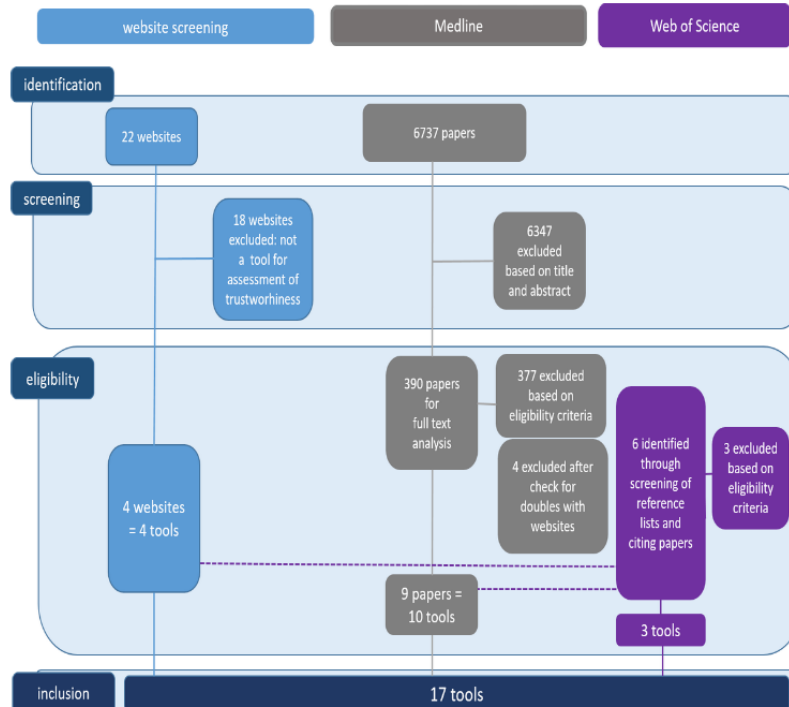 website screening
Medline
Web of Science
identification
22 websites
6737 papers
screening
18 websites
excluded: not
a tool for
assessment of
trustworhiness
6347
excluded
based on title
and abstract
eligibility
390 papers
for
full text
analysis
377 excluded
based on
eligibility criteria
4 excluded after
check for
doubles with
websites
6 identified
through
screening of
reference
lists and
citing papers
3 excluded
based on
eligibility
criteria
4 websites
= 4 tools
9 papers =
10 tools
3 tools
inclusion
17 tools